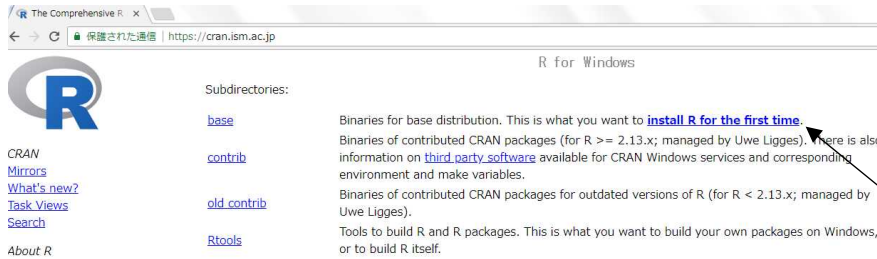 The Comprehensive R
保護された通信 | https://cran.ism.ac.jp
R for Windows
R
Subdirectories:
base
Binaries for base distribution. This is what you want to install R for the first time.
contrib
Binaries of contributed CRAN packages (for R >= 2.13.x; managed by Uwe Ligges). There is also
information on third party software available for CRAN Windows services and corresponding
environment and make variables.
old contrib
Binaries of contributed CRAN packages for outdated versions of R (for R < 2.13.x; managed by
Uwe Ligges).
Rtools
Tools to build R and R packages. This is what you want to build your own packages on Windows,
or to build R itself.
CRAN
Mirrors
What's new?
Task Views
Search
About R